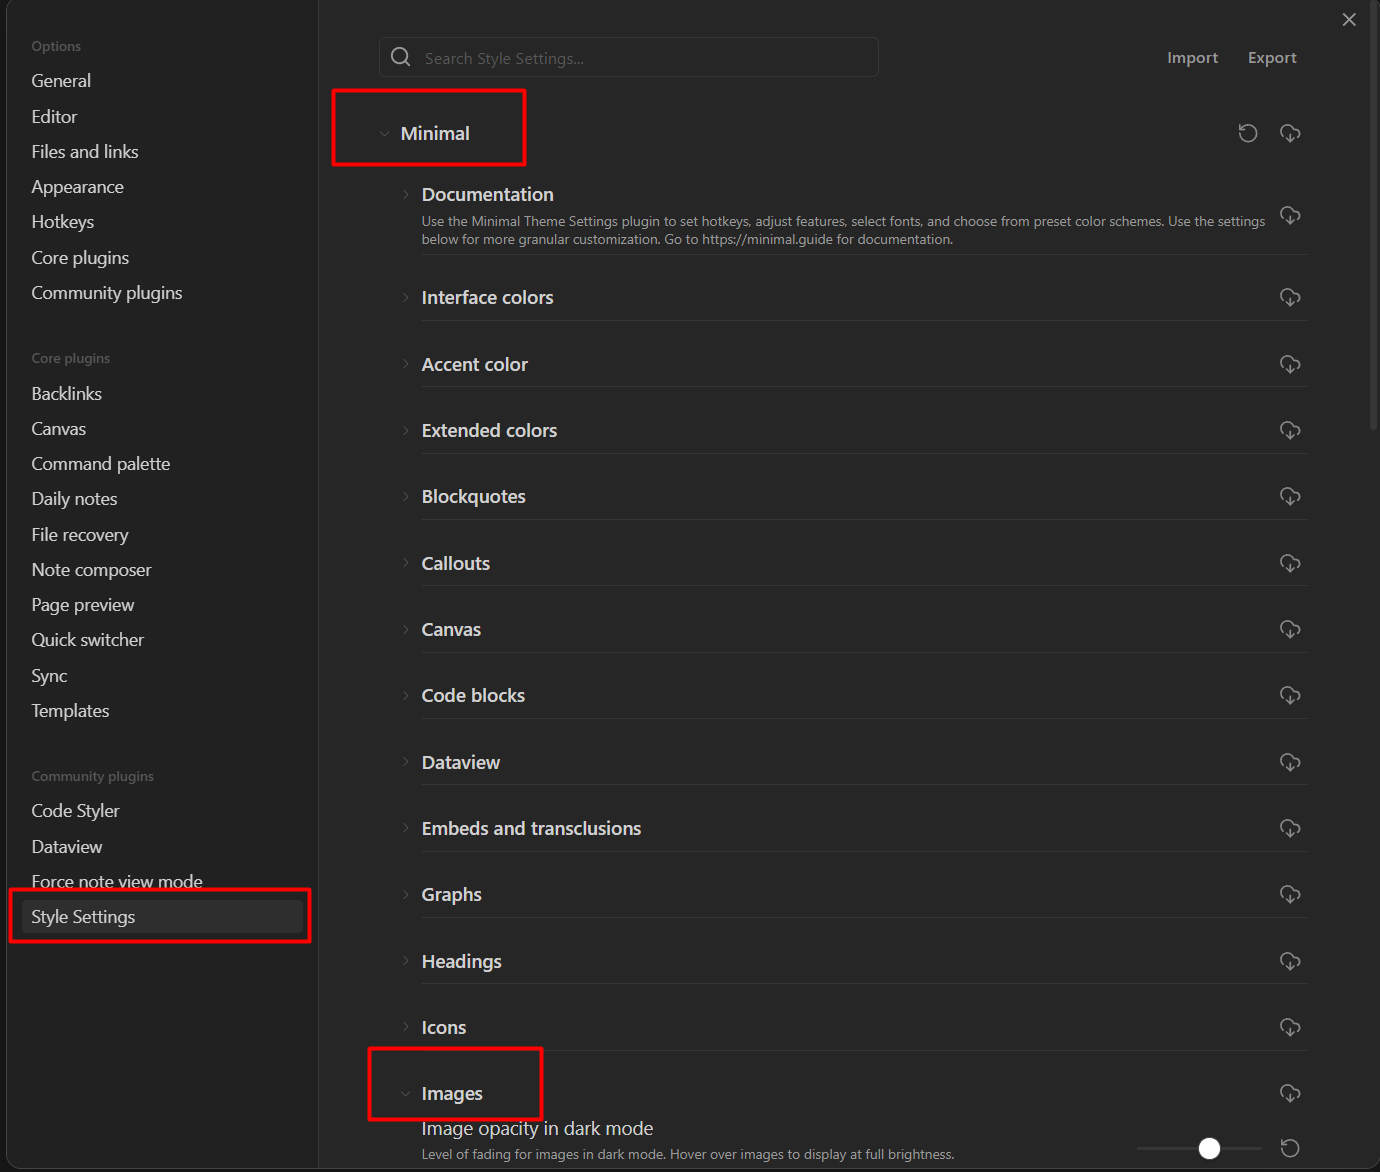 Options
General
Editor
Files and links
Appearance
Hotkeys
Core plugins
Community plugins
Core plugins
Backlinks
Canvas
Command palette
Daily notes
File recovery
Note composer
Page preview
Quick switcher
Sync
Templates
Community plugins
Code Styler
Dataview
Force note view mode
Style Settings
Search Style Settings...
Import
Export
Minimal
Documentation
Use the Minimal Theme Settings plugin to set hotkeys, adjust features, select fonts, and choose from preset color schemes. Use the settings
below for more granular customization. Go to https://minimal.guide for documentation.
Interface colors
Accent color
Extended colors
Blockquotes
Callouts
Canvas
Code blocks
Dataview
Embeds and transclusions
Graphs
Headings
Icons
Images
Image opacity in dark mode
Level of fading for images in dark mode. Hover over images to display at full brightness.